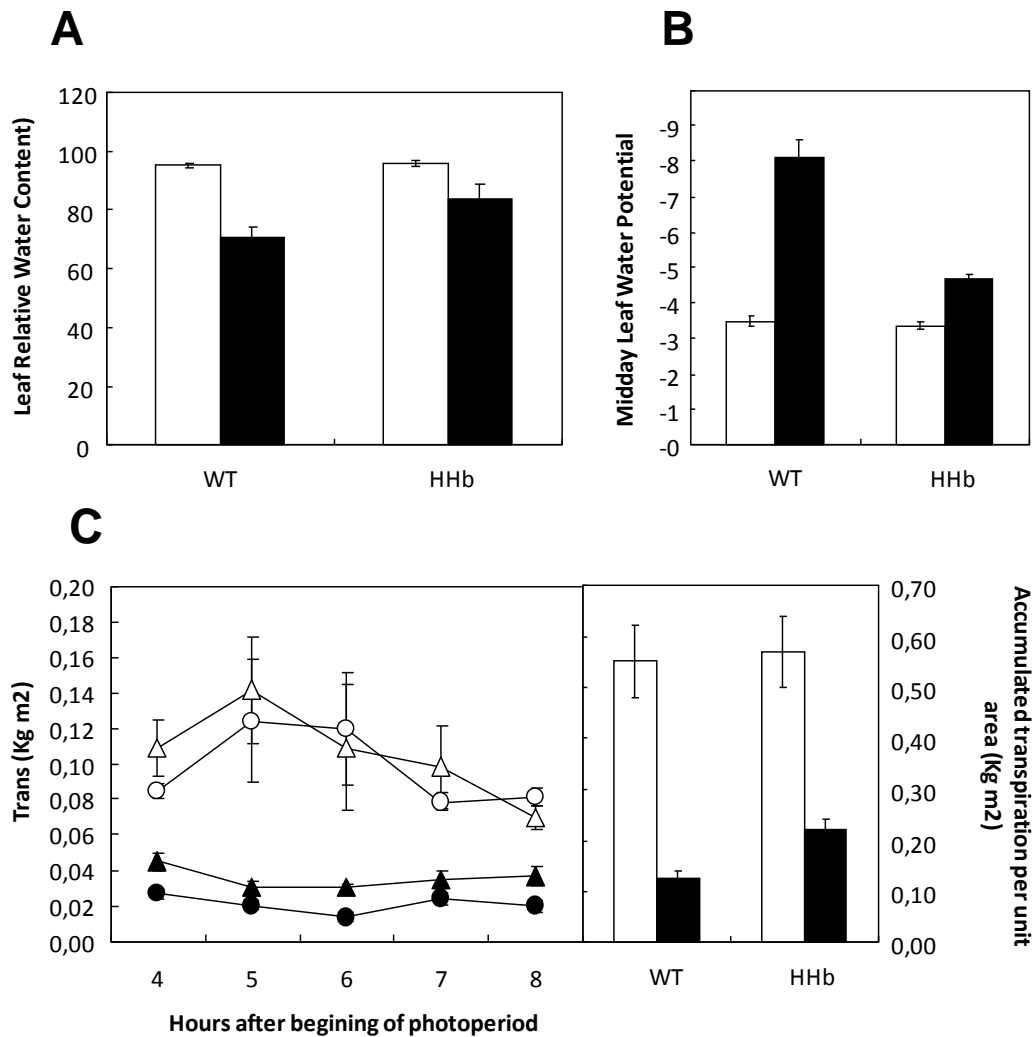 A
B
Leaf Relative Water Content)
120
100
80
60
40
20
0
WT
HHb
Midday Leaf Water Potential
-9
-8
-7
-6
-5
-4
-3
-2
-1
-0
WT
HHb
C
Trans (Kg m2)
0,20
0,18
0,16
0,14
0,12
0,10
0,08
0,06
0,04
0,02
0,00
4
5
6
7
8
Hours after begining of photoperiod
WT
HHb
0,70
0,60
0,50
0,40
0,30
0,20
0,10
0,00
Accumulated transpiration per unit
area (Kg m2)